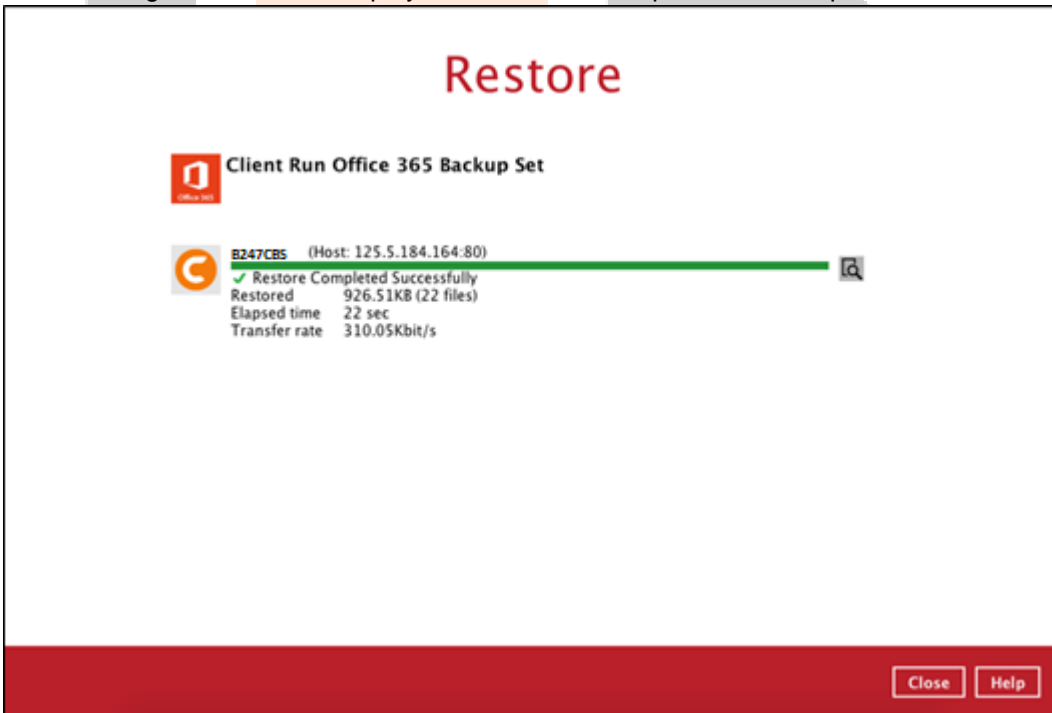 Restore
Client Run Office 365 Backup Set
Office 365
B247CBS (Host: 125.5.184.164:80)
Restore Completed Successfully
Restored 926.51KB (22 files)
Elapsed time 22 sec
Transfer rate 310.05Kbit/s
Close Help